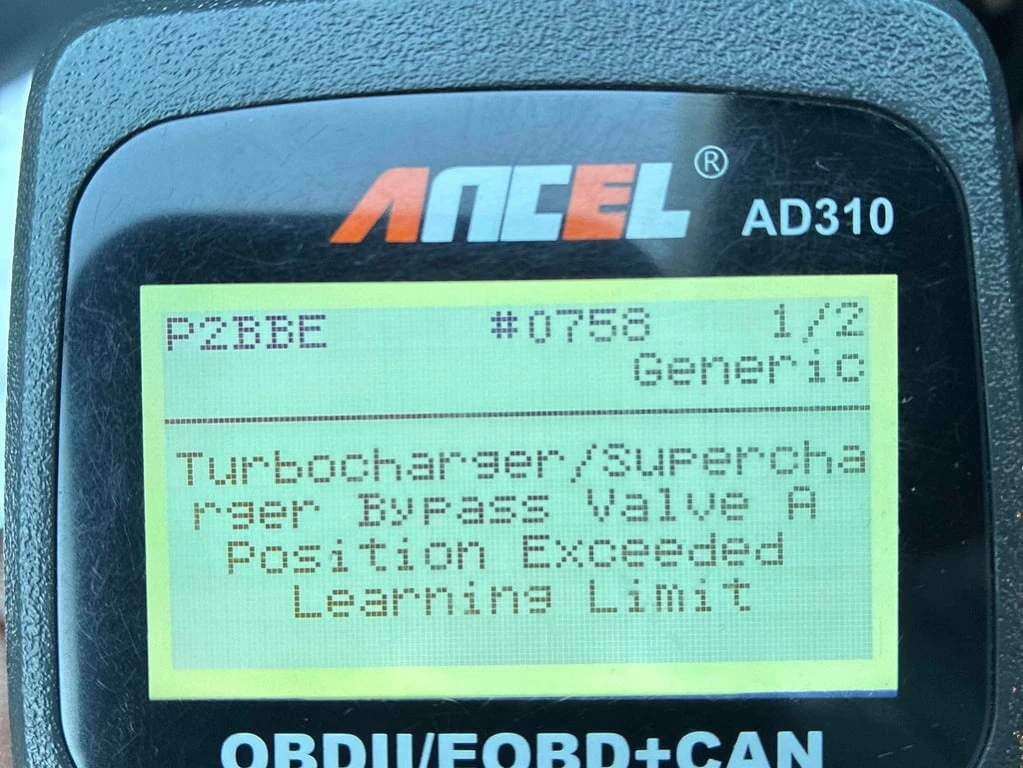 ANCEL® AD310
P2BBE #0758 1/2
Generic
Turbocharger/Supercha
rger Bypass Valve A
Position Exceeded
Learning Limit
OBDII/EOBD+CAN